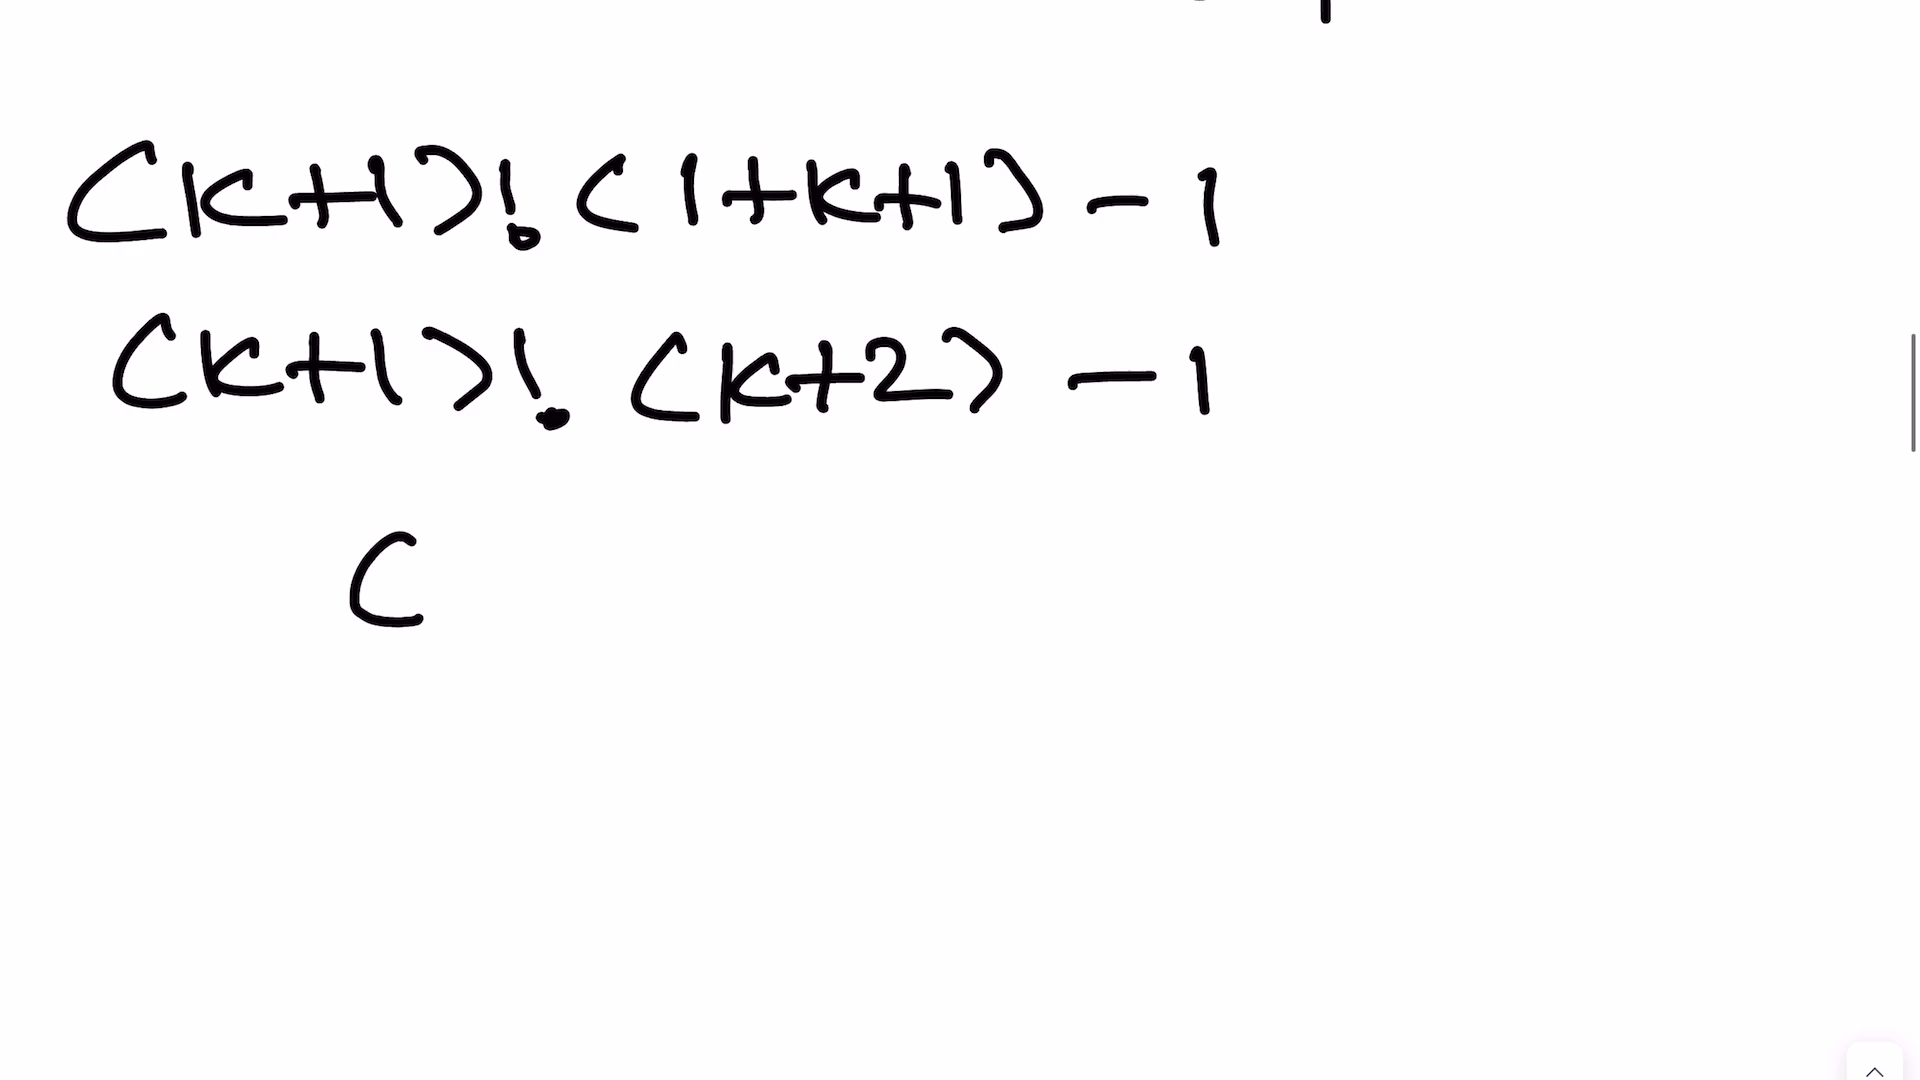 (k+1)! (1+k+1) - 1
(k+1)! (k+2) - 1
(